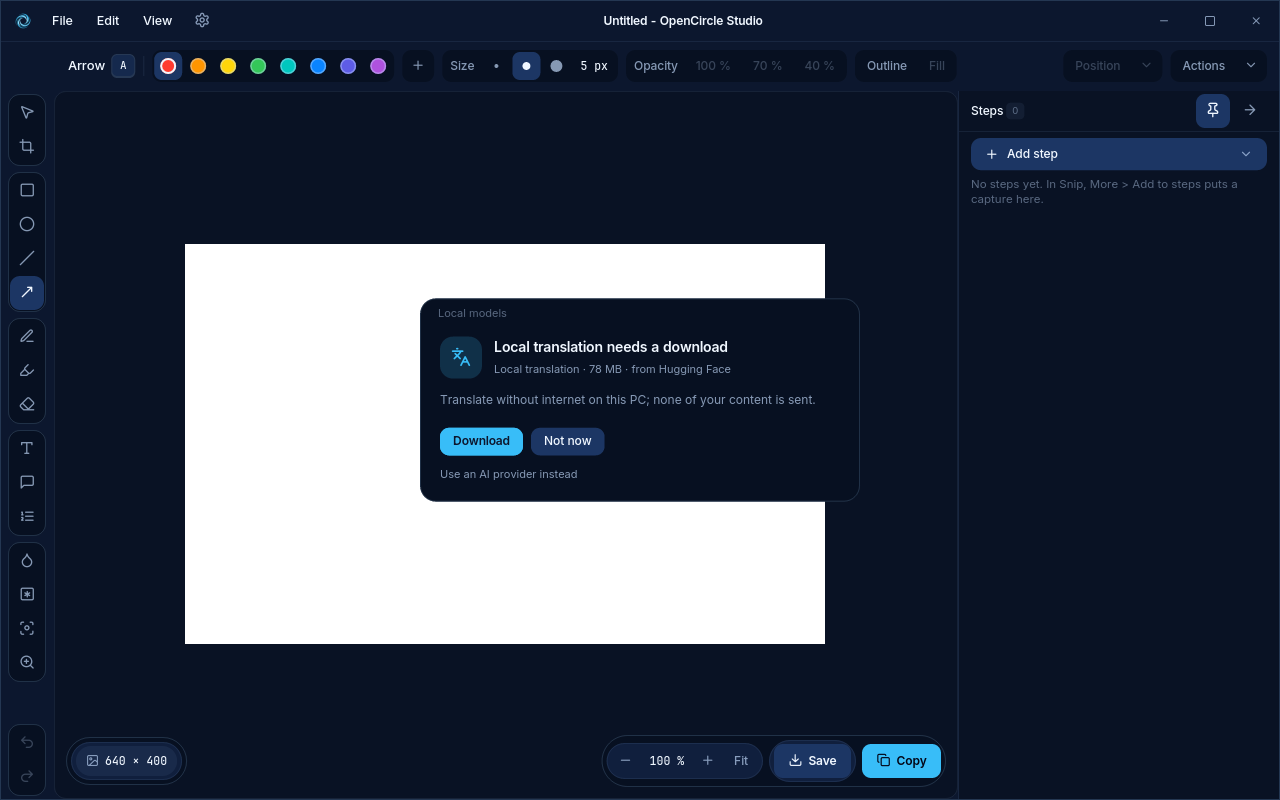 File Edit View
Untitled - OpenCircle Studio
Arrow A
Size 5 px
Opacity 100 % 70 % 40 %
Outline Fill
Position
Actions
Steps 0
Add step
No steps yet. In Snip, More > Add to steps puts a
capture here.
Local models
Local translation needs a download
Local translation · 78 MB · from Hugging Face
Translate without internet on this PC; none of your content is sent.
Download Not now
Use an AI provider instead
640 × 400
100 %
Fit
Save
Copy